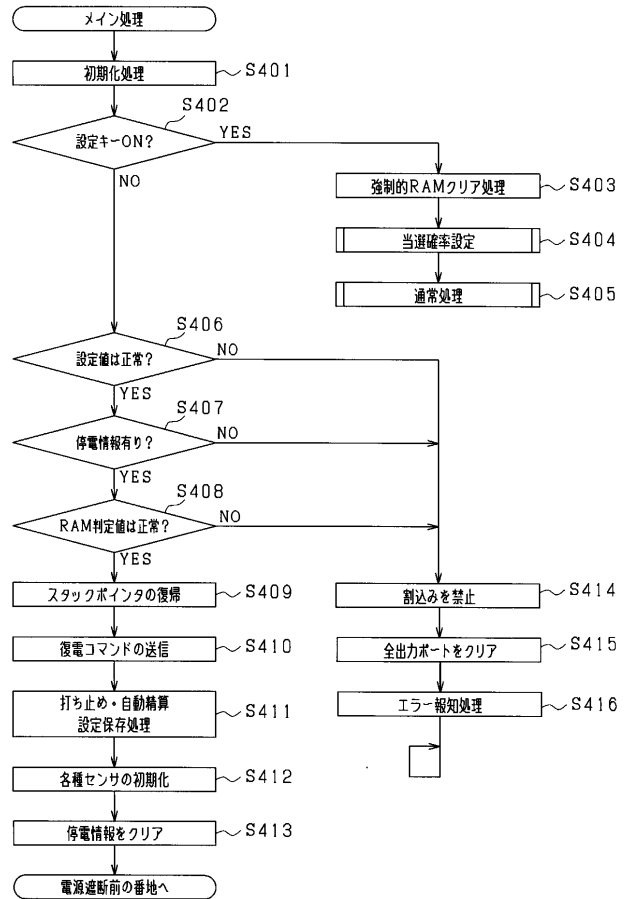 メイン処理
初期化処理
S401
S402
設定キーON?
YES
NO
強制的RAMクリア処理
S403
当選確率設定
S404
通常処理
S405
S406
設定値は正常?
NO
YES
S407
停電情報有り?
NO
YES
S408
RAM判定値は正常?
NO
YES
スタックポインタの復帰
S409
割込みを禁止
S414
復電コマンドの送信
S410
全出力ポートをクリア
S415
打ち止め・自動精算
設定保存処理
S411
エラー報知処理
S416
各種センサの初期化
S412
停電情報をクリア
S413
電源遮断前の番地へ